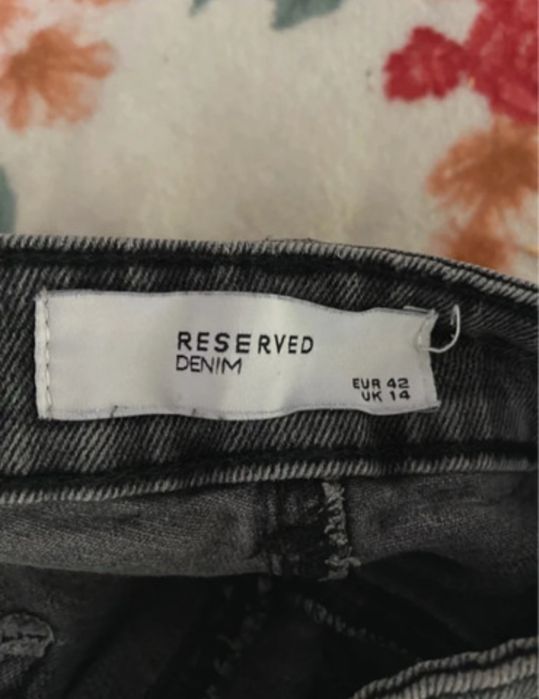 RESERVED
DENIM
EUR 42
UK 14